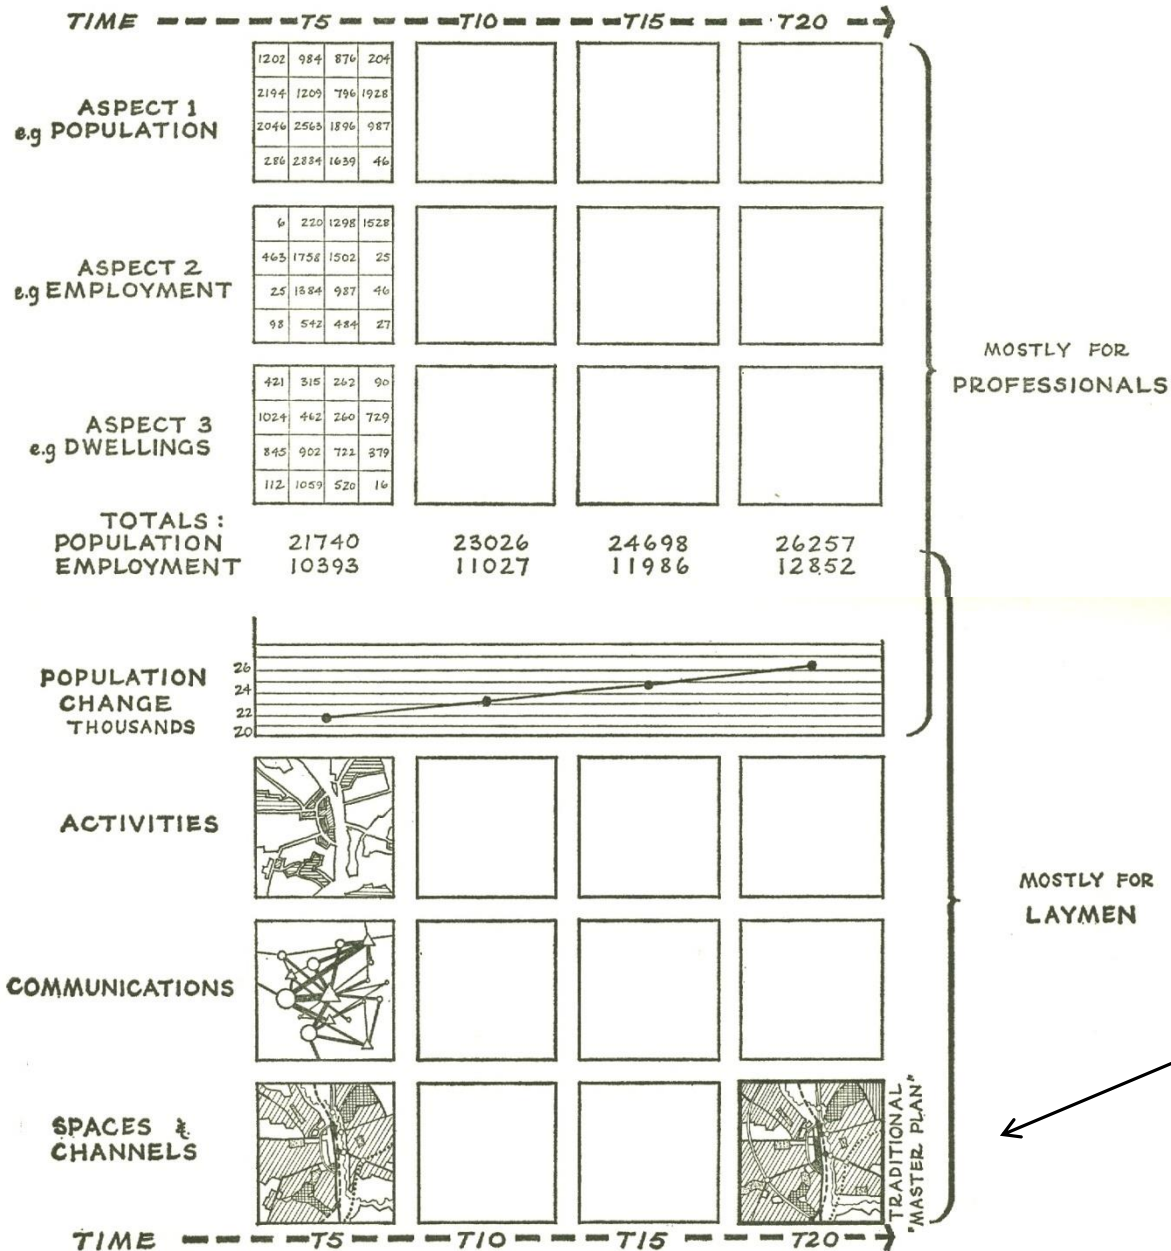 TIME T5 T10 T15 T20
ASPECT 1
e.g POPULATION
1202 984 876 204
2194 1209 796 1928
2046 2563 1896 987
286 2884 1639 46
ASPECT 2
e.g EMPLOYMENT
6 220 1298 1528
463 1758 1502 25
25 1384 987 46
98 542 484 27
ASPECT 3
e.g DWELLINGS
421 315 262 90
1024 462 260 729
845 902 722 379
112 1059 520 16
MOSTLY FOR
PROFESSIONALS
TOTALS :
POPULATION 21740 23026 24698 26257
EMPLOYMENT 10393 11027 11986 12852
POPULATION
CHANGE
THOUSANDS
26
24
22
20
ACTIVITIES
COMMUNICATIONS
MOSTLY FOR
LAYMEN
SPACES &
CHANNELS
TRADITIONAL
"MASTER PLAN"
TIME T5 T10 T15 T20